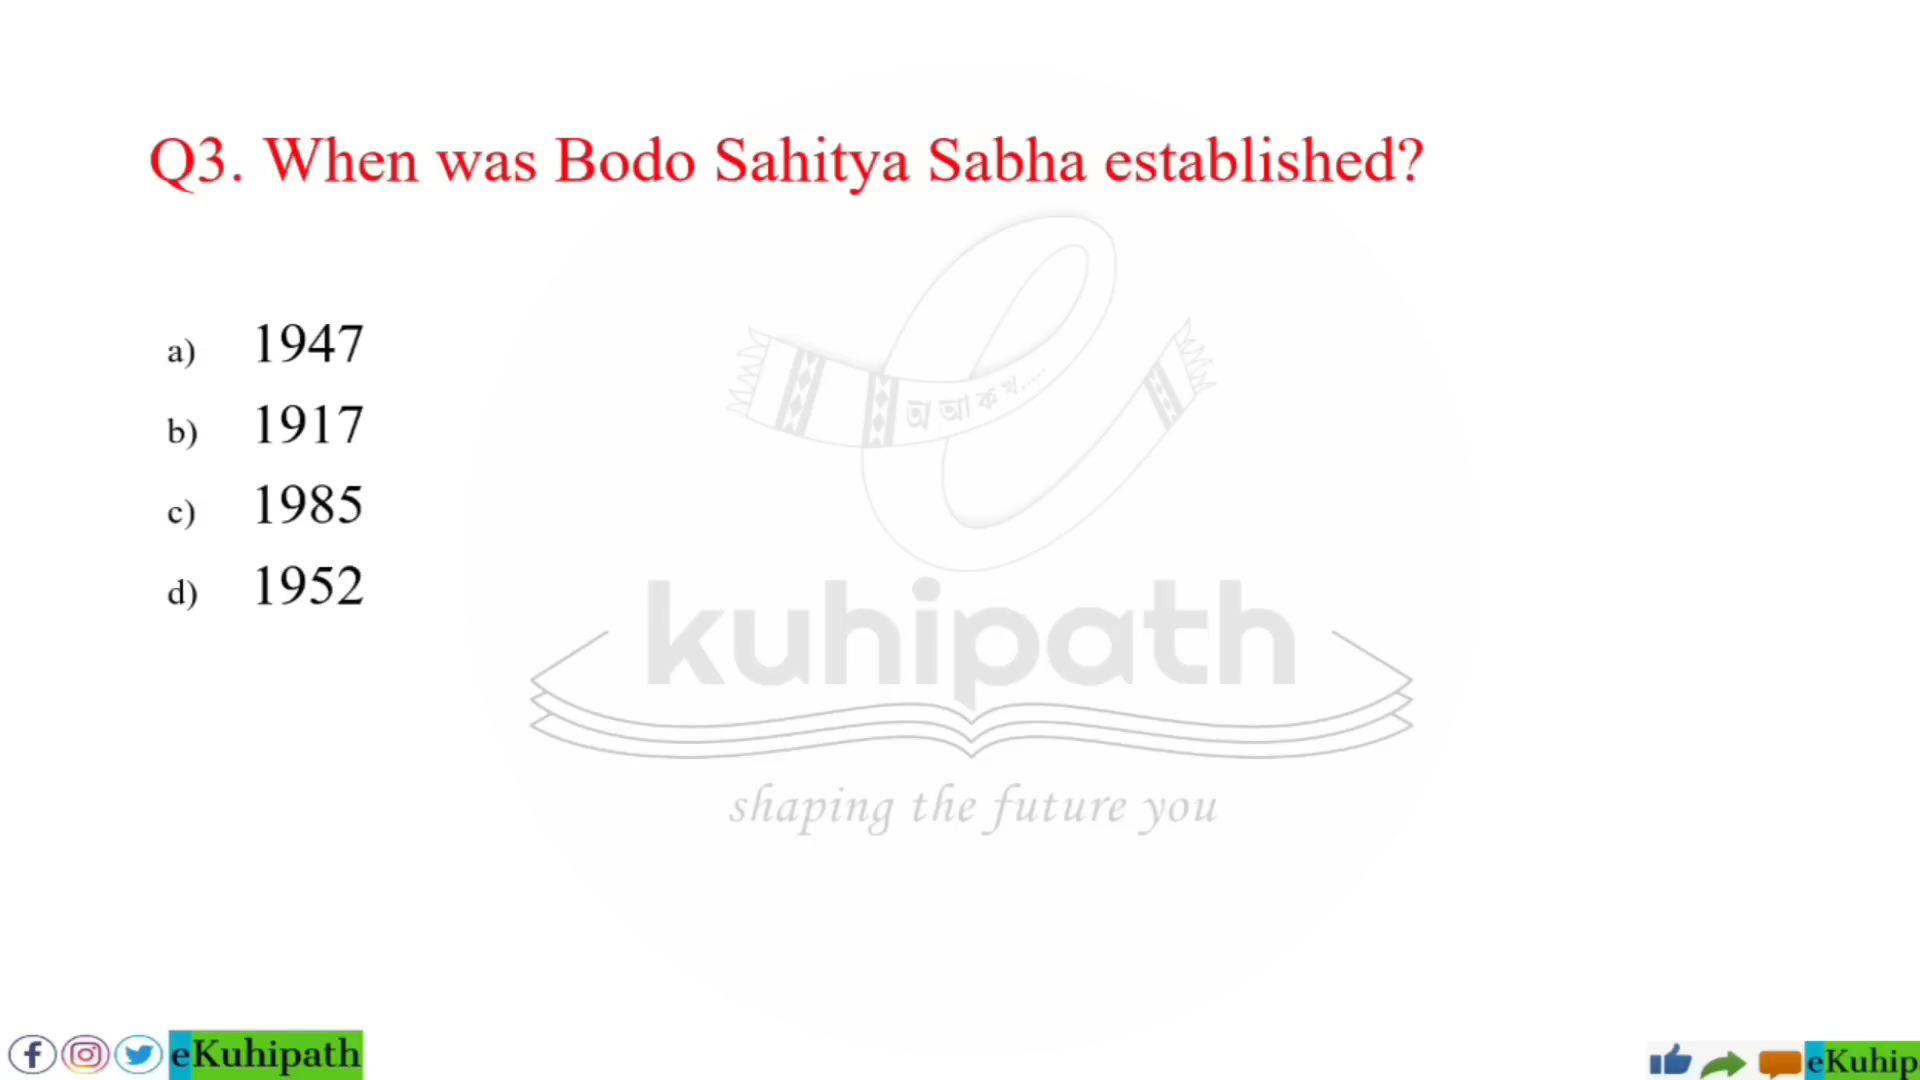 Q3. When was Bodo Sahitya Sabha established?
a) 1947
b) 1917
c) 1985
d) 1952
অ আ ক খ.....
kuhipath
shaping the future you
eKuhipath
eKuhip